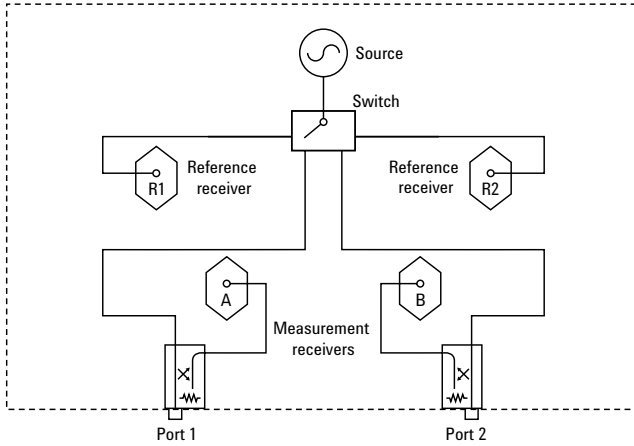 Source
Switch
Reference
receiver
R1
Reference
receiver
R2
A
B
Measurement
receivers
Port 1
Port 2